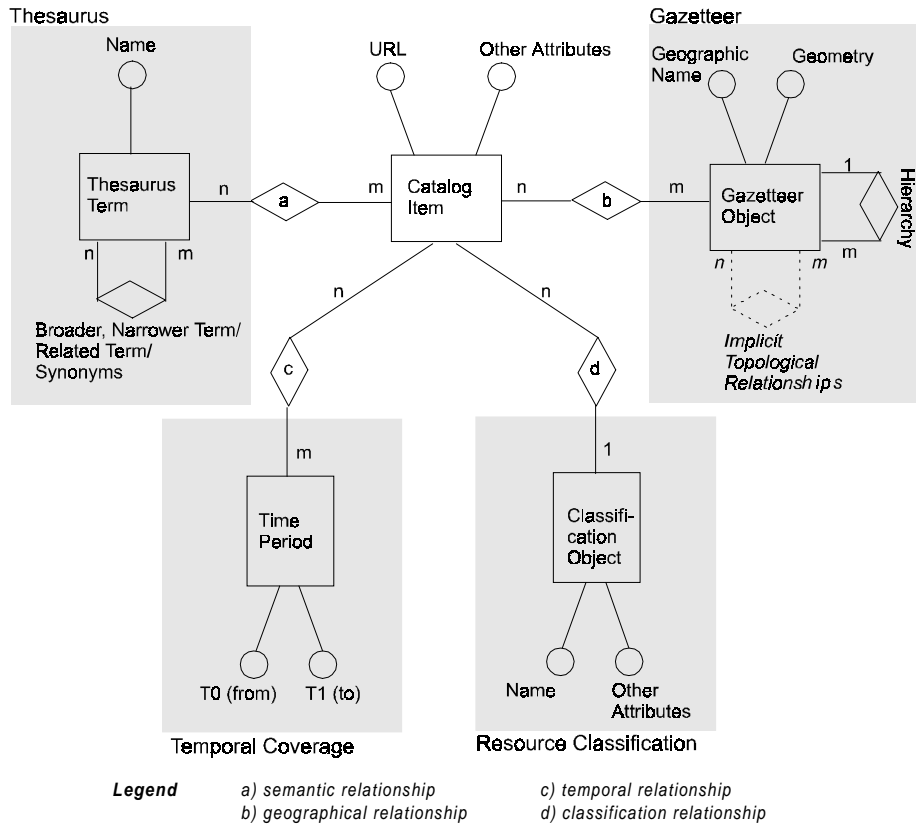 Thesaurus
Gazetteer
Name
URL
Other Attributes
Geographic
Name
Geometry
Thesaurus
Term
n
a
m
Catalog
Item
n
b
m
Gazetteer
Object
1
m
Hierarchy
n
m
n
m
Broader, Narrower Term/
Related Term/
Synonyms
Implicit
Topological
Relationships
n
n
c
d
m
1
Time
Period
Classifi-
cation
Object
T0 (from)
T1 (to)
Name
Other
Attributes
Temporal Coverage
Resource Classification
Legend
a) semantic relationship
c) temporal relationship
b) geographical relationship
d) classification relationship